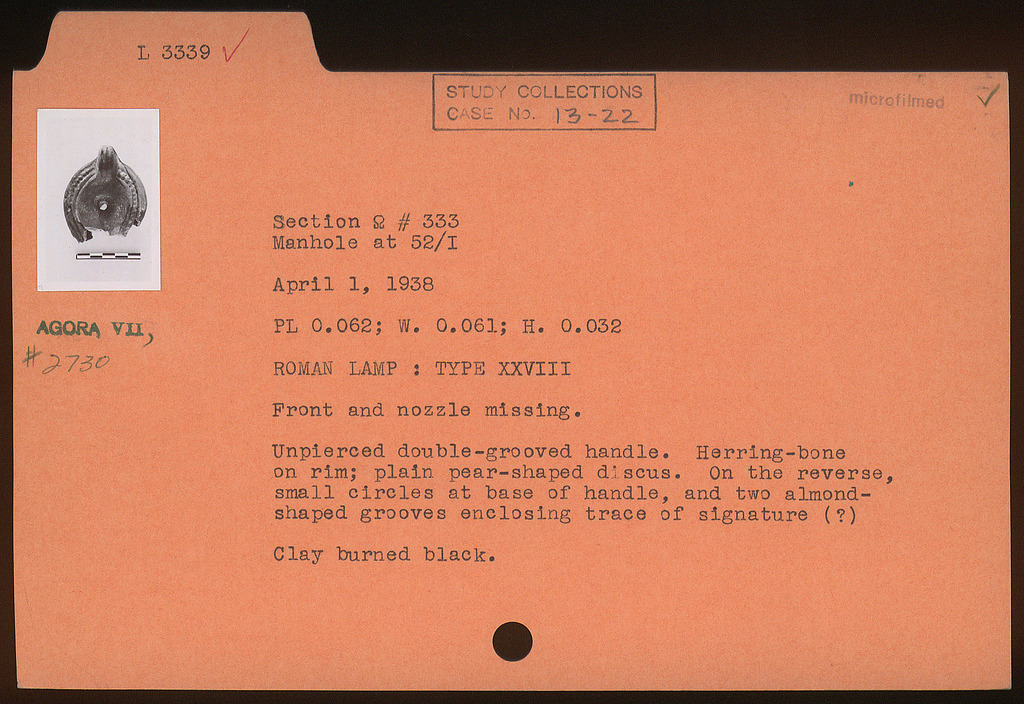 L 3339 ✓
STUDY COLLECTIONS
CASE No. 13-22
microfilmed ✓
AGORA VII,
#2730
Section Ω # 333
Manhole at 52/I
April 1, 1938
PL 0.062; W. 0.061; H. 0.032
ROMAN LAMP : TYPE XXVIII
Front and nozzle missing.
Unpierced double-grooved handle. Herring-bone
on rim; plain pear-shaped discus. On the reverse,
small circles at base of handle, and two almond-
shaped grooves enclosing trace of signature (?)
Clay burned black.